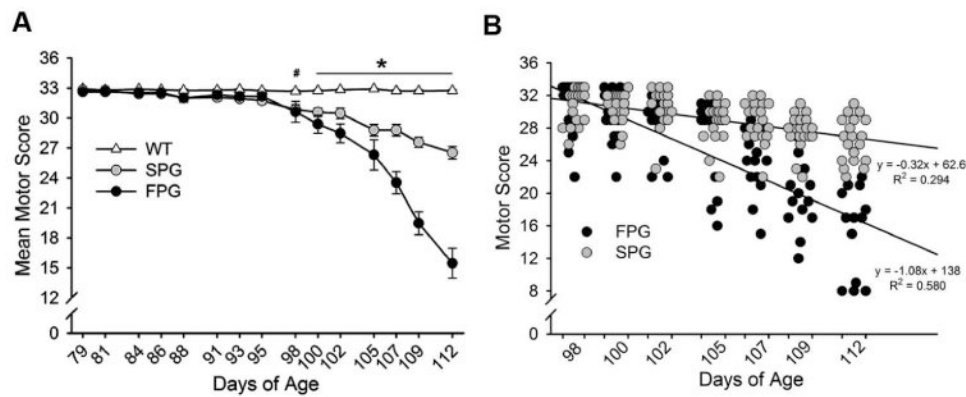 A
Mean Motor Score
36
33
30
27
24
21
18
15
12
0
#
*
WT
SPG
FPG
79 81 84 86 88 91 93 95 98 100 102 105 107 109 112
Days of Age
B
Motor Score
36
32
28
24
20
16
12
8
0
FPG
SPG
y = -0.32x + 62.6
R² = 0.294
y = -1.08x + 138
R² = 0.580
98 100 102 105 107 109 112
Days of Age